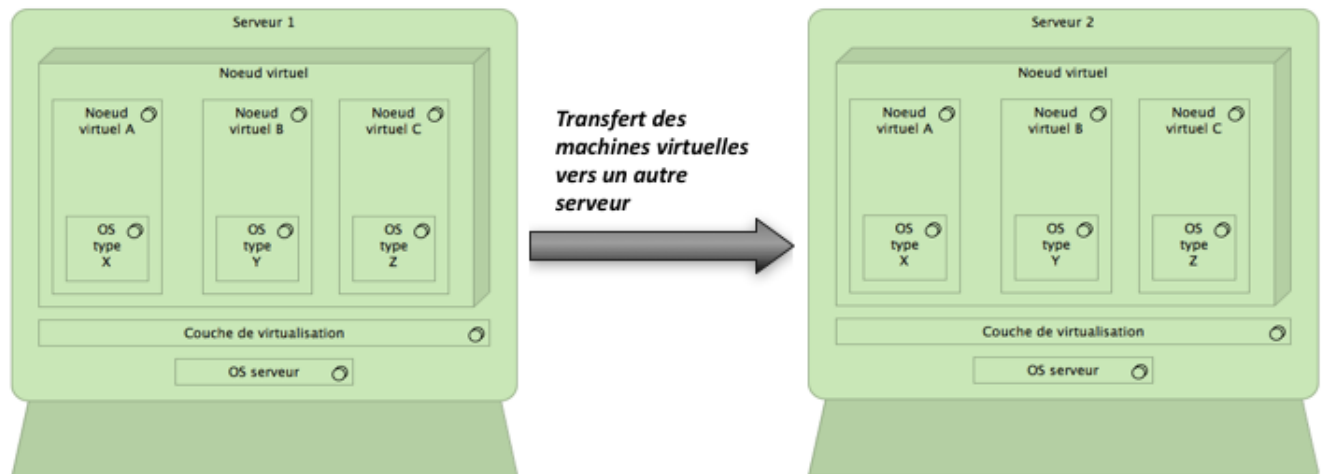 Serveur 1
Noeud virtuel
Noeud
virtuel A
Noeud
virtuel B
Noeud
virtuel C
OS
type
X
OS
type
Y
OS
type
Z
Couche de virtualisation
OS serveur
Transfert des
machines virtuelles
vers un autre
serveur
Serveur 2
Noeud virtuel
Noeud
virtuel A
Noeud
virtuel B
Noeud
virtuel C
OS
type
X
OS
type
Y
OS
type
Z
Couche de virtualisation
OS serveur